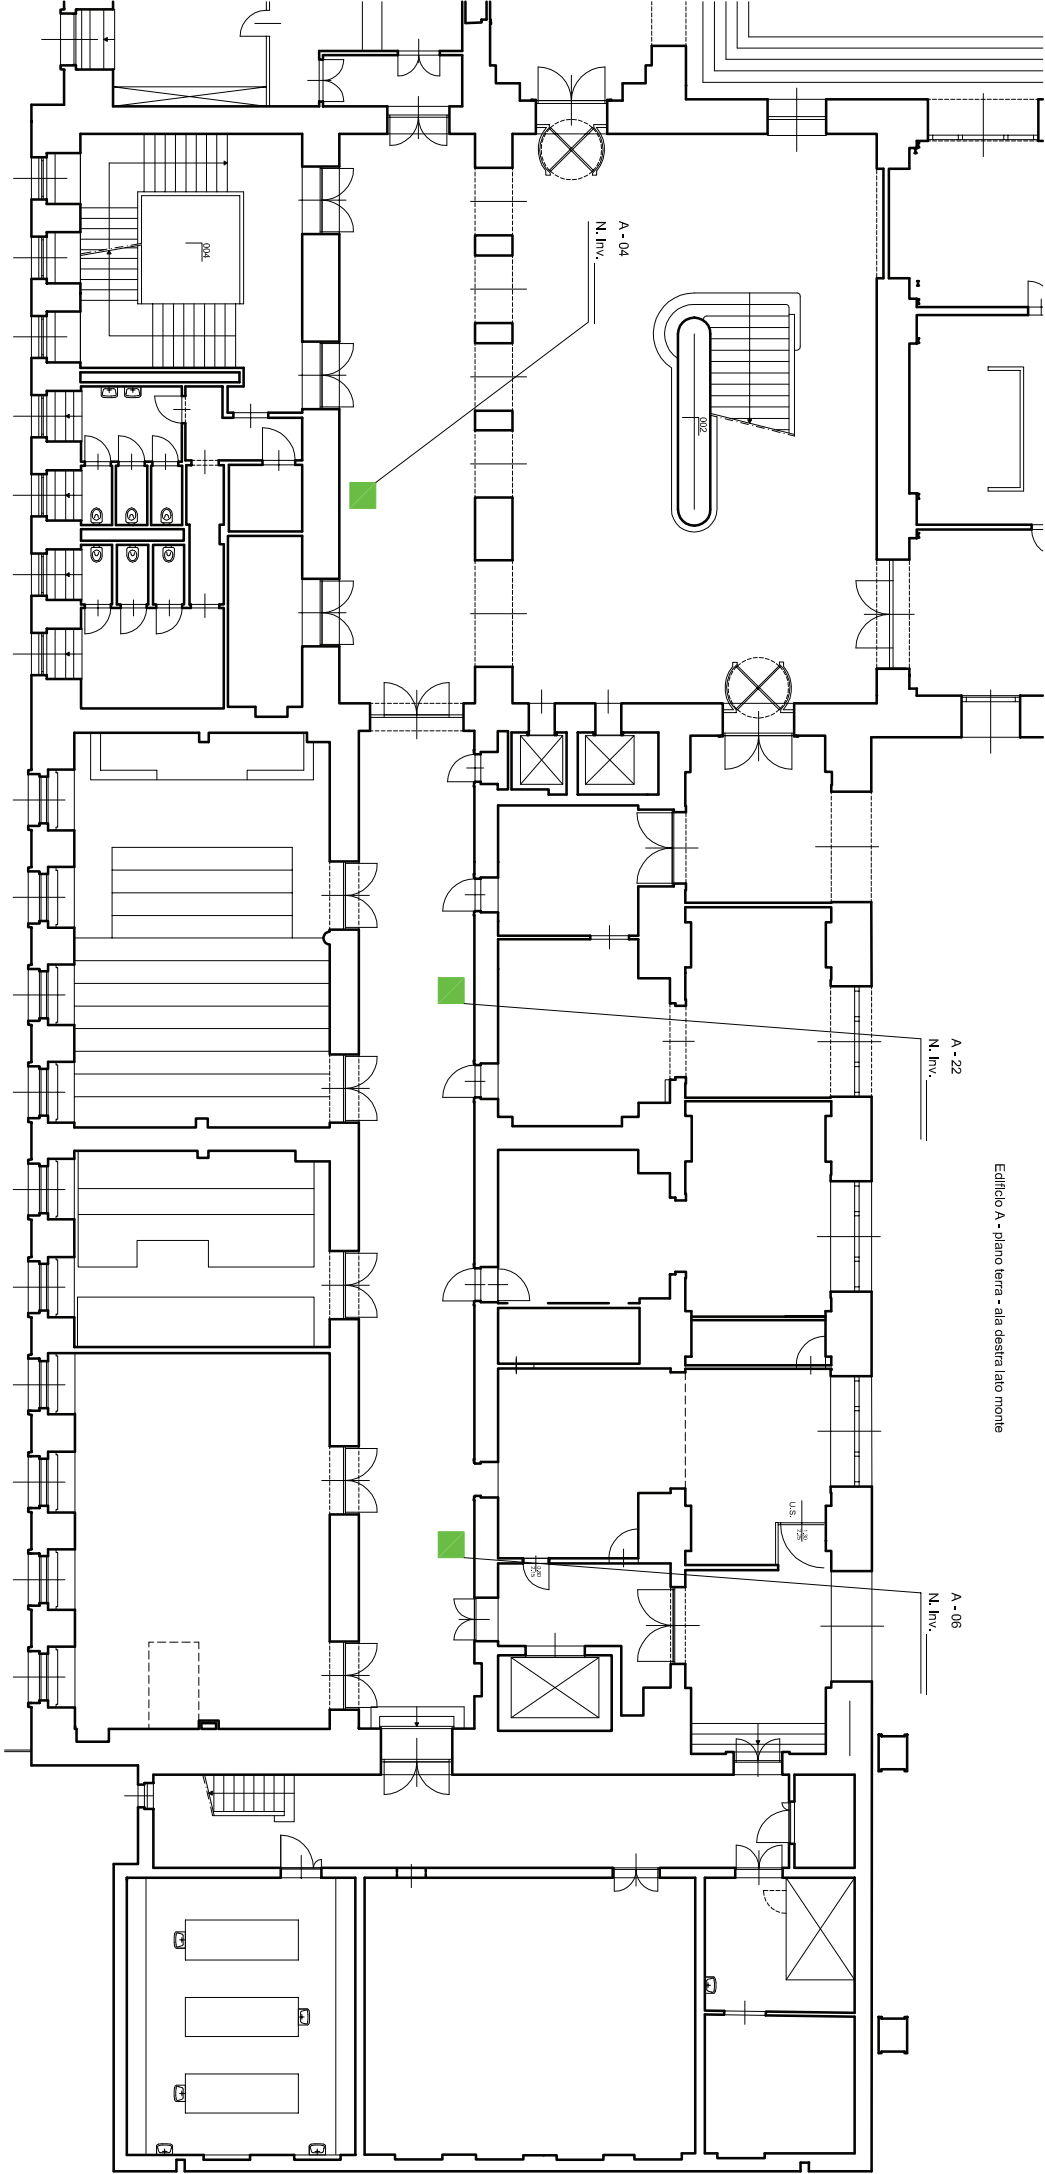 A - 04
N. Inv.
004
002
A - 22
N. Inv.
Edificio A - piano terra - ala destra lato monte
U.S.
A - 06
N. Inv.